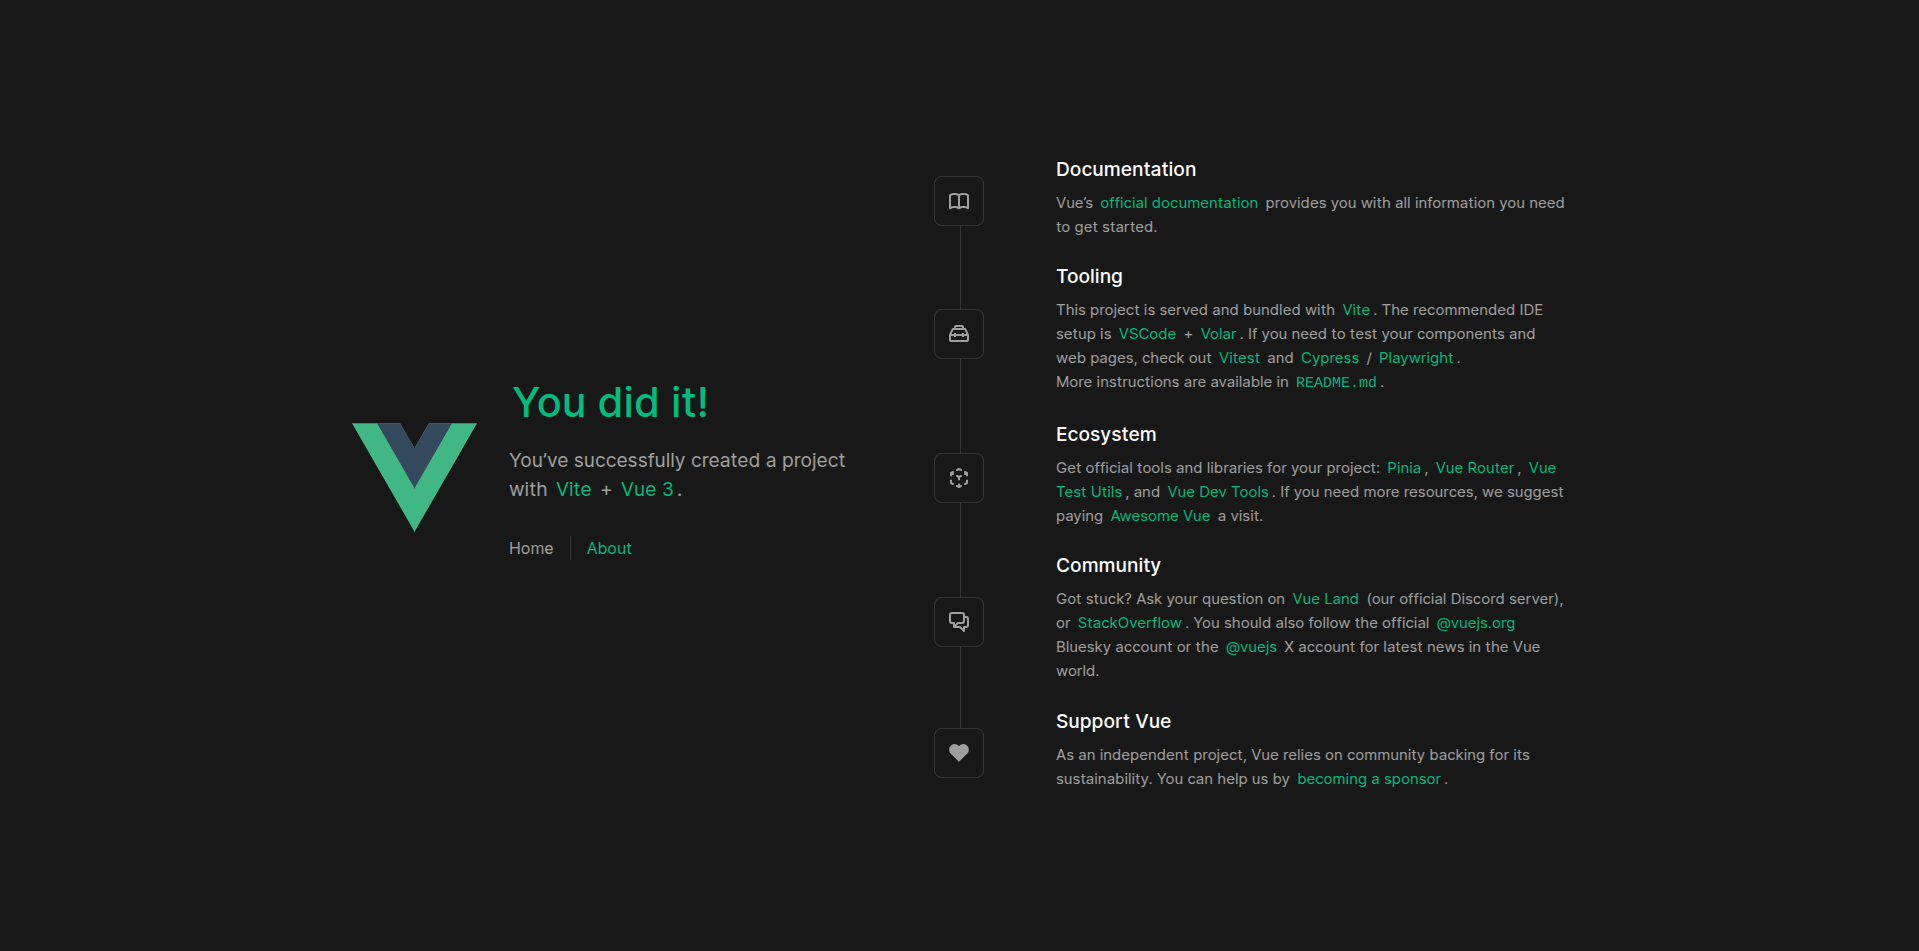 You did it!
You’ve successfully created a project
with Vite + Vue 3.
Home
About
Documentation
Vue’s official documentation provides you with all information you need
to get started.
Tooling
This project is served and bundled with Vite. The recommended IDE
setup is VSCode + Volar. If you need to test your components and
web pages, check out Vitest and Cypress / Playwright.
More instructions are available in README.md.
Ecosystem
Get official tools and libraries for your project: Pinia, Vue Router, Vue
Test Utils, and Vue Dev Tools. If you need more resources, we suggest
paying Awesome Vue a visit.
Community
Got stuck? Ask your question on Vue Land (our official Discord server),
or StackOverflow. You should also follow the official @vuejs.org
Bluesky account or the @vuejs X account for latest news in the Vue
world.
Support Vue
As an independent project, Vue relies on community backing for its
sustainability. You can help us by becoming a sponsor.